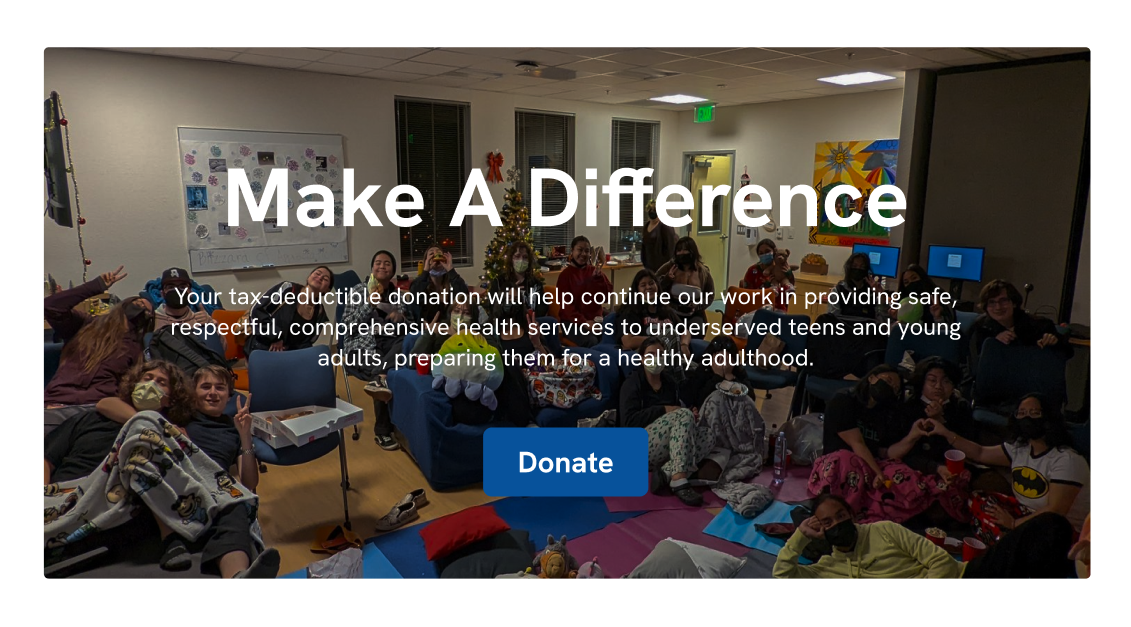 Make A Difference
Your tax-deductible donation will help continue our work in providing safe,
respectful, comprehensive health services to underserved teens and young
adults, preparing them for a healthy adulthood.
Donate